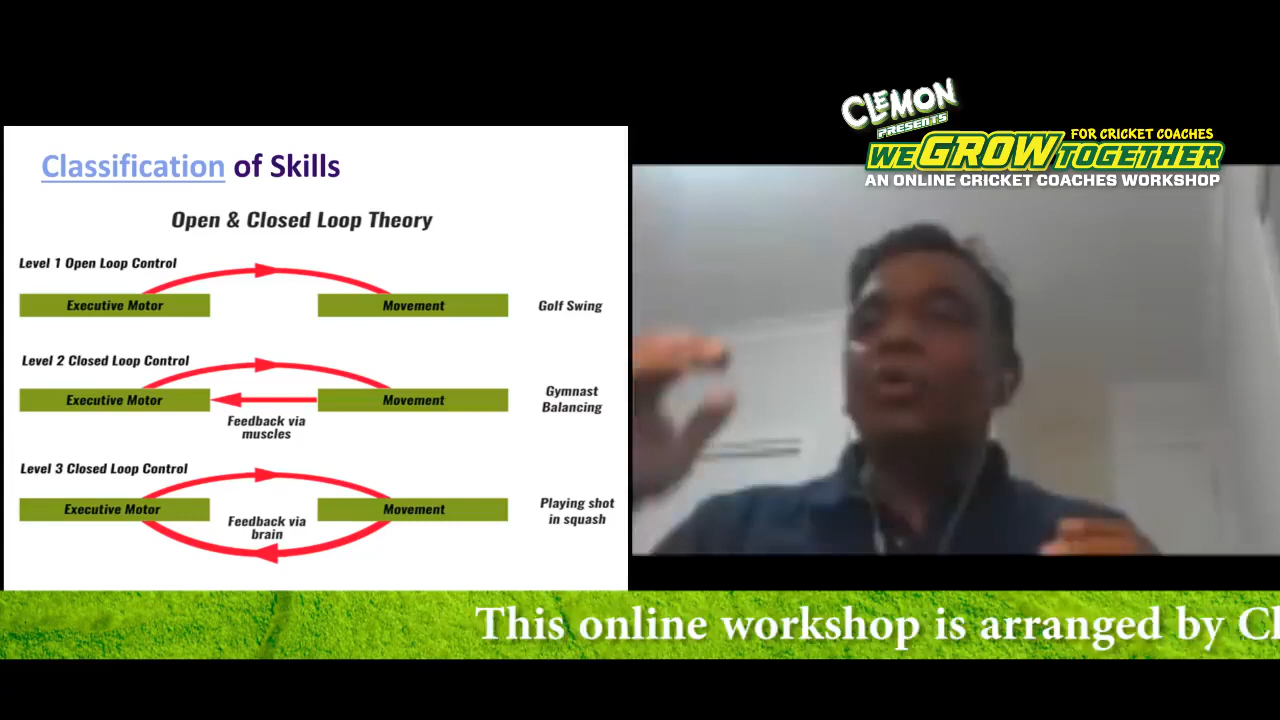 CLEMON
PRESENTS
FOR CRICKET COACHES
WE GROW TOGETHER
AN ONLINE CRICKET COACHES WORKSHOP
Classification of Skills
Open & Closed Loop Theory
Level 1 Open Loop Control
Executive Motor
Movement
Golf Swing
Level 2 Closed Loop Control
Executive Motor
Movement
Gymnast
Balancing
Feedback via
muscles
Level 3 Closed Loop Control
Executive Motor
Movement
Playing shot
in squash
Feedback via
brain
This online workshop is arranged by